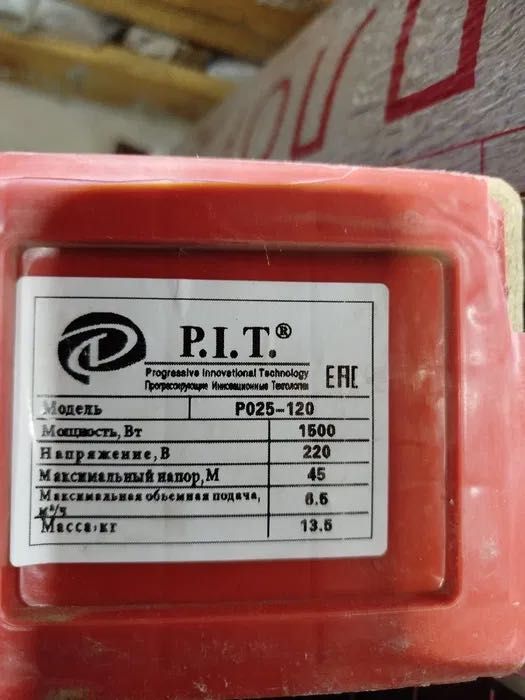 P.I.T.®
Progressive Innovational Technology
Прогрессирующие Инновационные Технологии
EAC
Модель P025-120
Мощность, Вт 1500
Напряжение, В 220
Максимальный напор, М 45
Максимальная объемная подача, м³/ч 6.5
Масса, кг 13.5